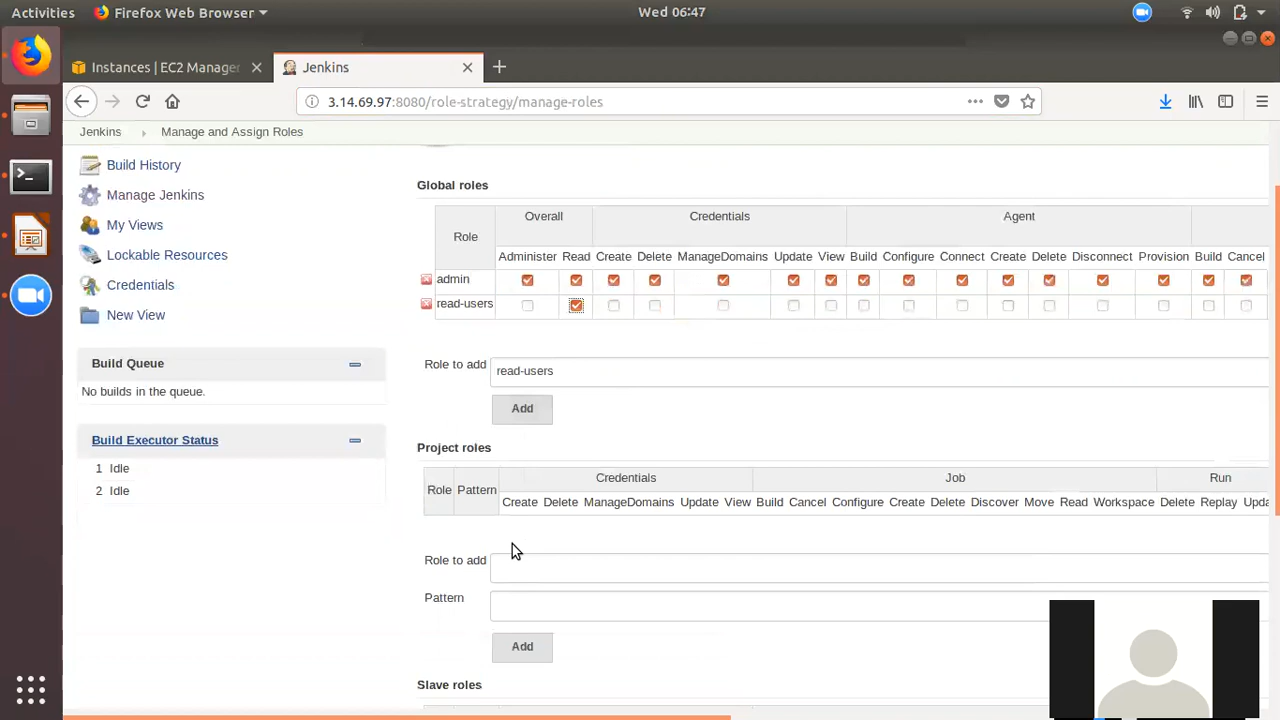 Activities Firefox Web Browser Wed 06:47
Instances | EC2 Manager Jenkins
3.14.69.97:8080/role-strategy/manage-roles
Jenkins Manage and Assign Roles
Build History
Manage Jenkins
My Views
Lockable Resources
Credentials
New View
Build Queue
No builds in the queue.
Build Executor Status
1 Idle
2 Idle
Global roles
Role Overall Credentials Agent
Administer Read Create Delete ManageDomains Update View Build Configure Connect Create Delete Disconnect Provision Build Cancel
admin
read-users
Role to add read-users
Add
Project roles
Role Pattern Credentials Job Run
Create Delete ManageDomains Update View Build Cancel Configure Create Delete Discover Move Read Workspace Delete Replay Upda
Role to add
Pattern
Add
Slave roles